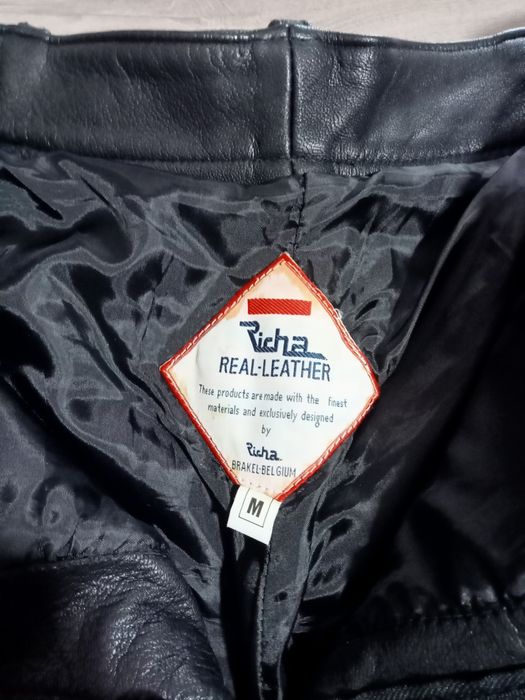 Richa
REAL-LEATHER
These products are made with the finest
materials and exclusively designed
by
Richa
BRAKEL-BELGIUM
M